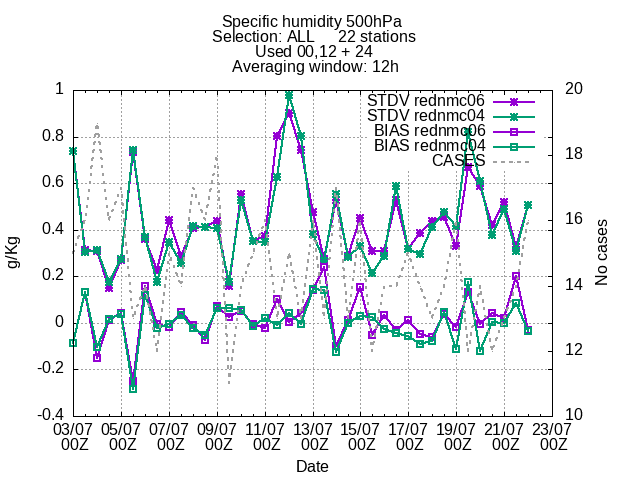 Specific humidity 500hPa
Selection: ALL 22 stations
Used 00,12 + 24
Averaging window: 12h
STDV rednmc06
STDV rednmc04
BIAS rednmc06
BIAS rednmc04
CASES
g/Kg
1
0.8
0.6
0.4
0.2
0
-0.2
-0.4
20
18
16
14
12
10
No cases
03/07 05/07 07/07 09/07 11/07 13/07 15/07 17/07 19/07 21/07 23/07
00Z 00Z 00Z 00Z 00Z 00Z 00Z 00Z 00Z 00Z 00Z
Date